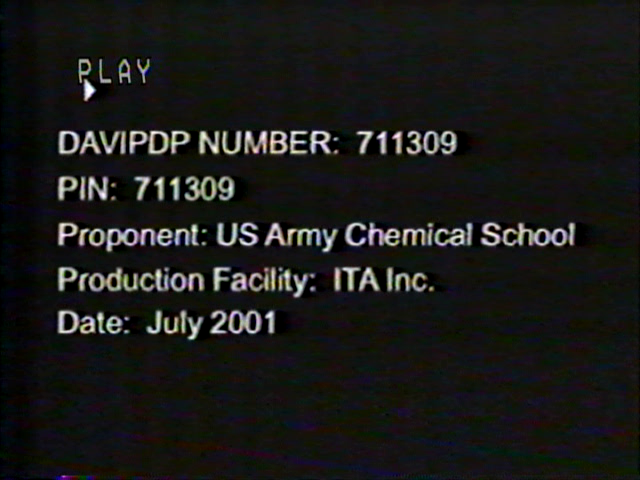 PLAY
DAVIPDP NUMBER: 711309
PIN: 711309
Proponent: US Army Chemical School
Production Facility: ITA Inc.
Date: July 2001